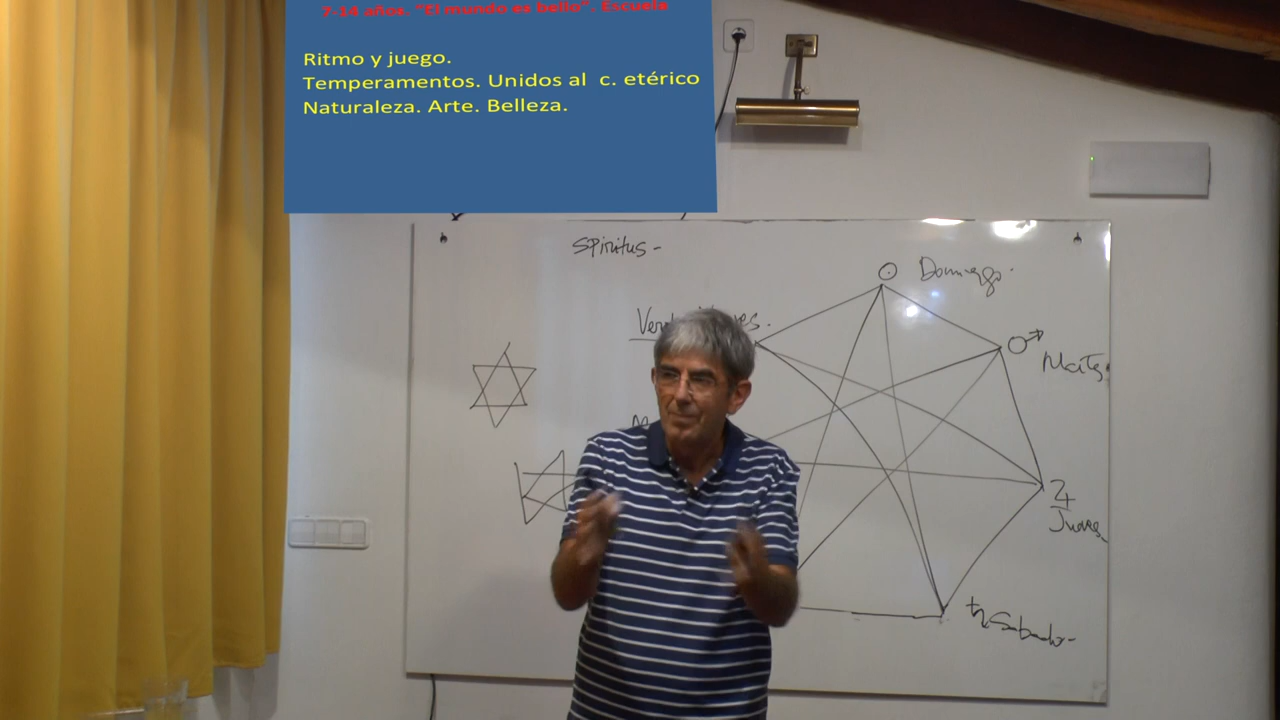 7-14 años. "El mundo es bello". Escuela
Ritmo y juego.
Temperamentos. Unidos al c. etérico
Naturaleza. Arte. Belleza.
Spiritus-
Domingo.
Jueves
Sabado-